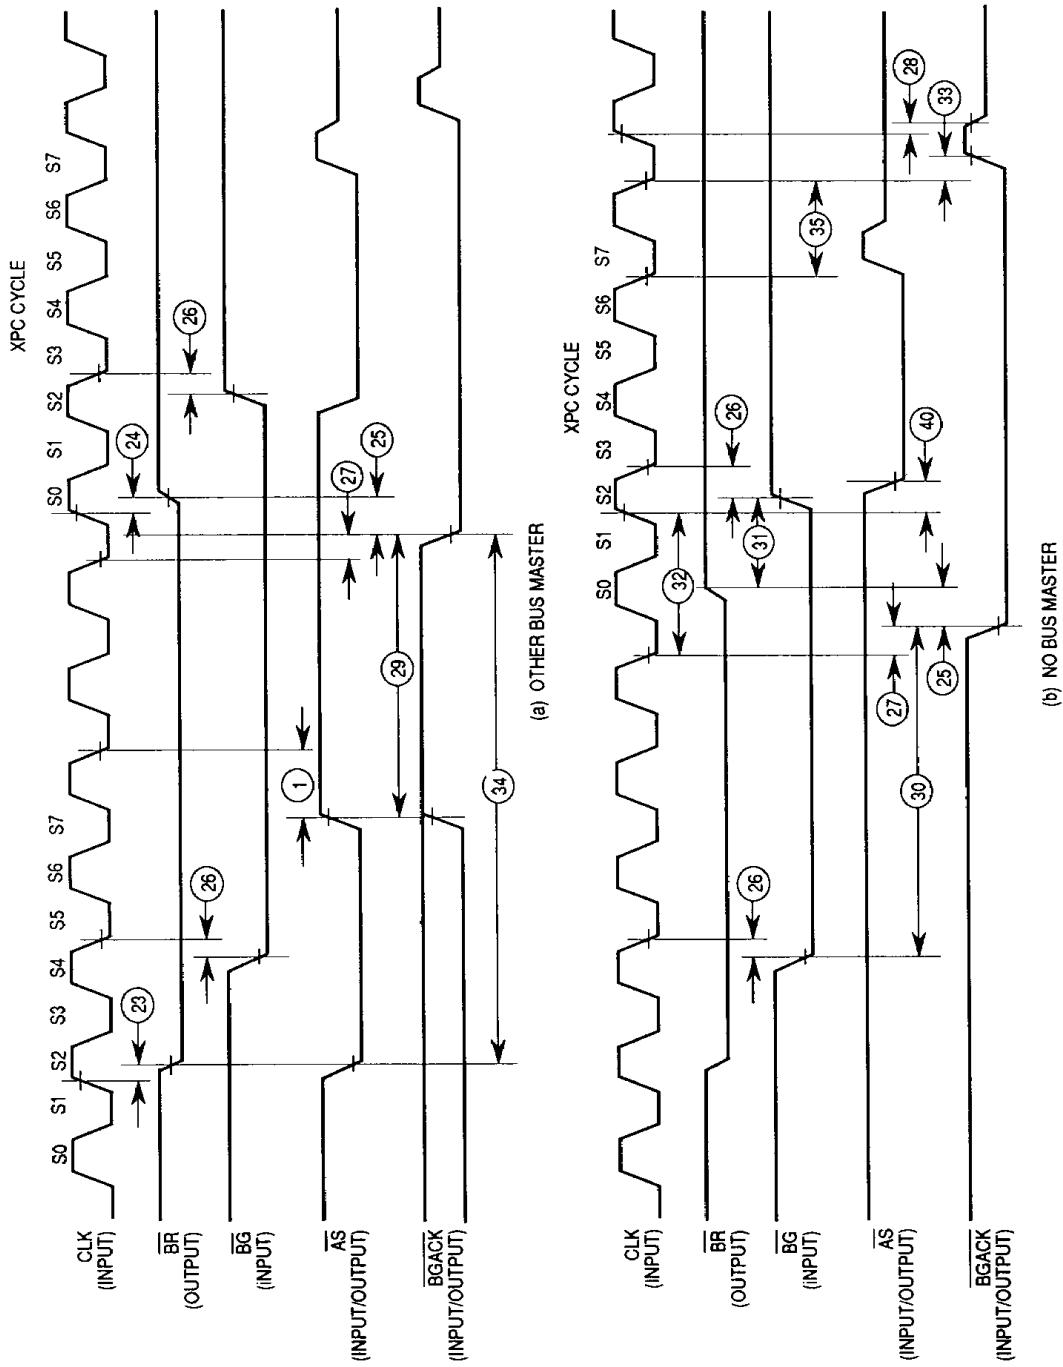 XPC CYCLE
S0 S1 S2 S3 S4 S5 S6 S7 S0 S1 S2 S3 S4 S5 S6 S7
CLK
(INPUT)
23 24
BR
(OUTPUT)
26 26
BG
(iNPUT)
1
AS
(INPUT/OUTPUT)
27 25
29
BGACK
(INPUT/OUTPUT)
34
(a) OTHER BUS MASTER
XPC CYCLE
S0 S1 S2 S3 S4 S5 S6 S7
CLK
(INPUT)
32
BR
(OUTPUT)
26 31 26
BG
(iNPUT)
35
AS
(INPUT/OUTPUT)
27 40 28
30
25 33
BGACK
(INPUT/OUTPUT)
(b) NO BUS MASTER